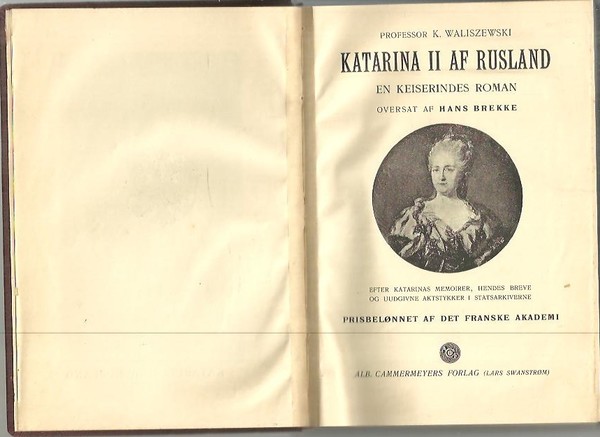 PROFESSOR K. WALISZEWSKI
KATARINA II AF RUSLAND
EN KEISERINDES ROMAN
OVERSAT AF HANS BREKKE
EFTER KATARINAS MEMOIRER, HENDES BREVE
OG UUDGIVNE AKTSTYKKER I STATSARKIVERNE
PRISBELØNNET AF DET FRANSKE AKADEMI
ALB. CAMMERMEYERS FORLAG (LARS SWANSTRØM)